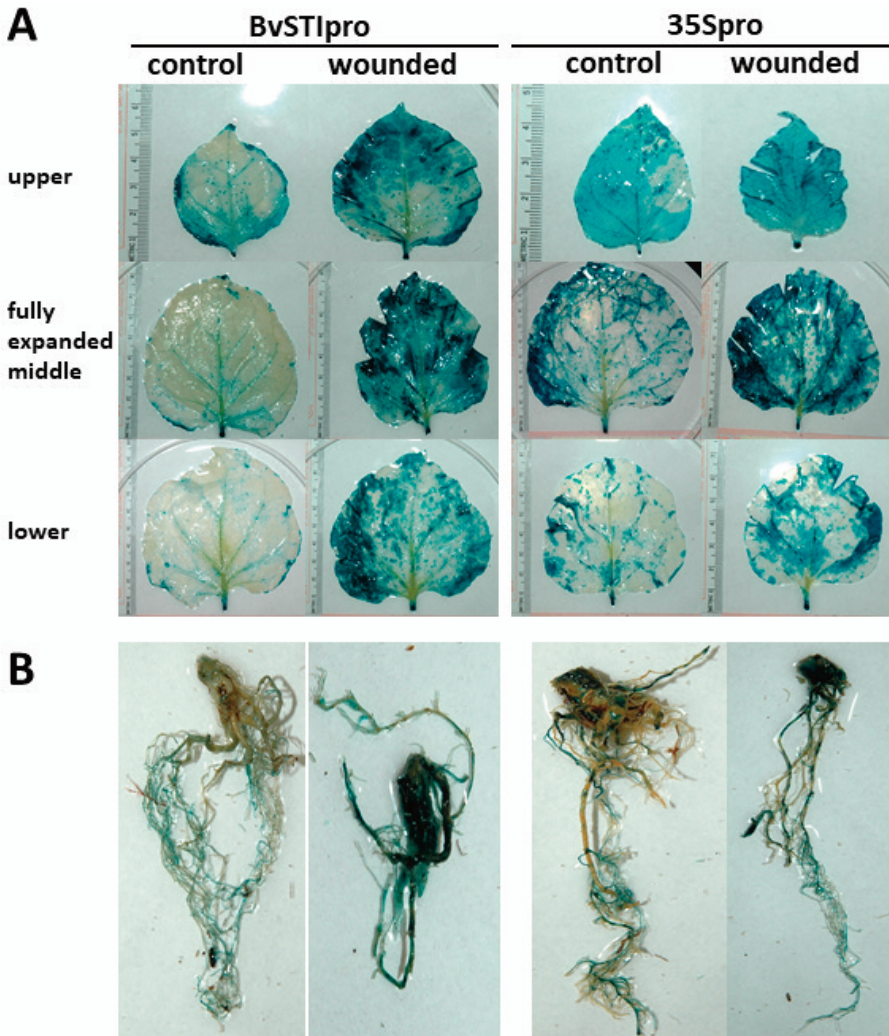 A
BvSTIpro
35Spro
control
wounded
control
wounded
upper
fully
expanded
middle
lower
B